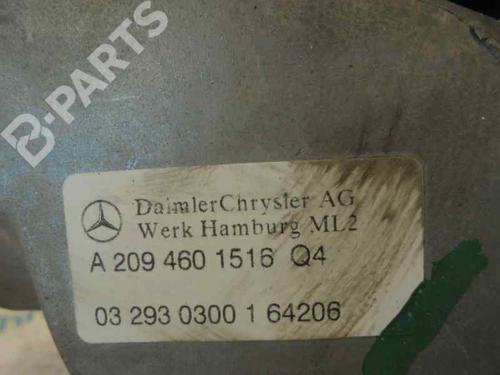 B-PARTS
DaimlerChrysler AG
Werk Hamburg ML2
A 209 460 1516 Q4
03 293 0300 1 64206